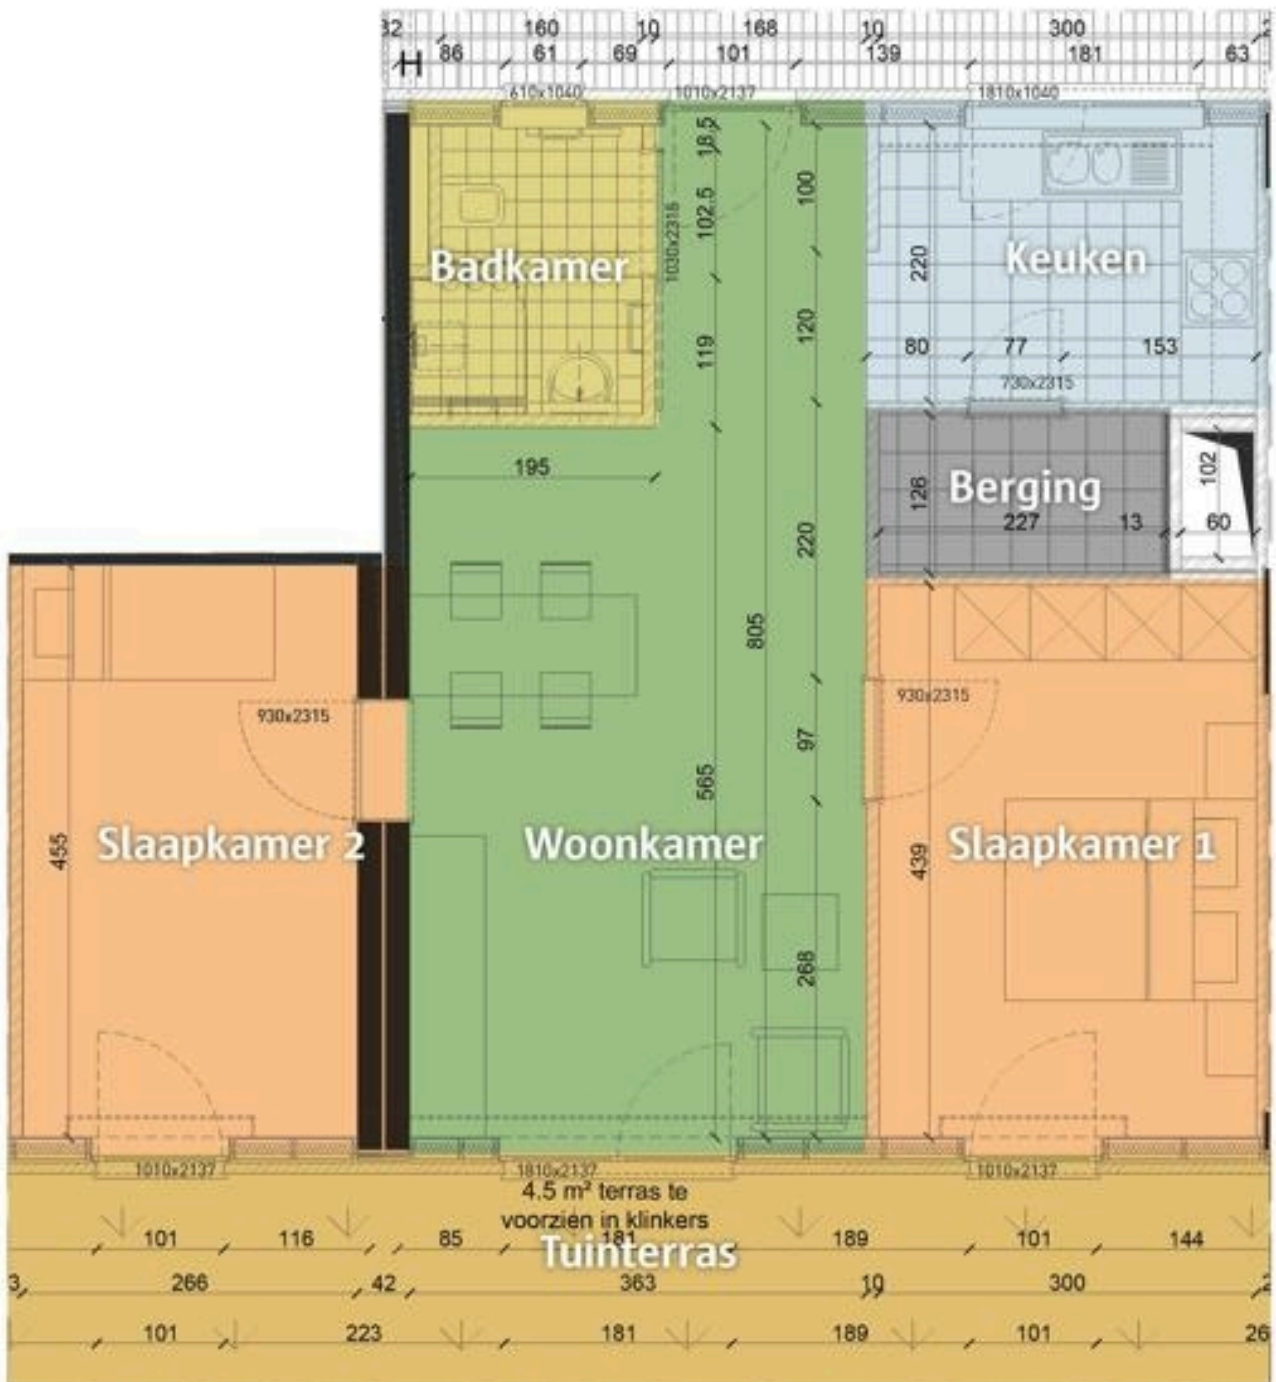 32 160 10 168 10 300
86 61 69 101 139 181 63
610x1040 1010x2137 1810x1040
18.5
102.5
100
1030x2315
220
Badkamer
Keuken
119
120
80 77 153
730x2315
195
126
Berging
102
227 13 60
220
805
930x2315
930x2315
97
565
455
Slaapkamer 2
Woonkamer
Slaapkamer 1
439
268
1010x2137 1810x2137 1010x2137
4.5 m² terras te
voorzien in klinkers
101 116 85 181 189 101 144
Tuinterras
3 266 42 363 10 300 2
101 223 181 189 101 26